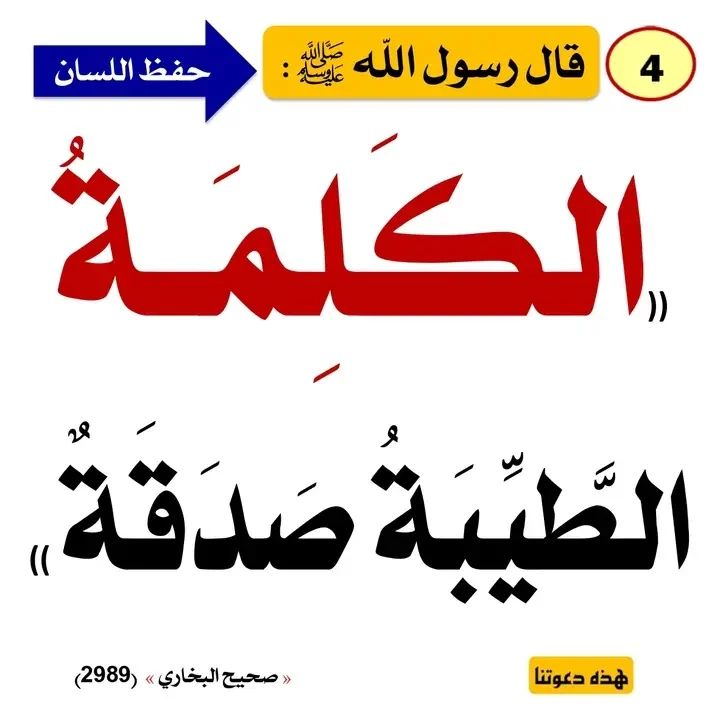 4 قال رسول الله ﷺ : حفظ اللسان
((الكَلِمَةُ
الطَّيِّبَةُ صَدَقَةٌ))
هذه دعوتنا « صحيح البخاري » (2989)